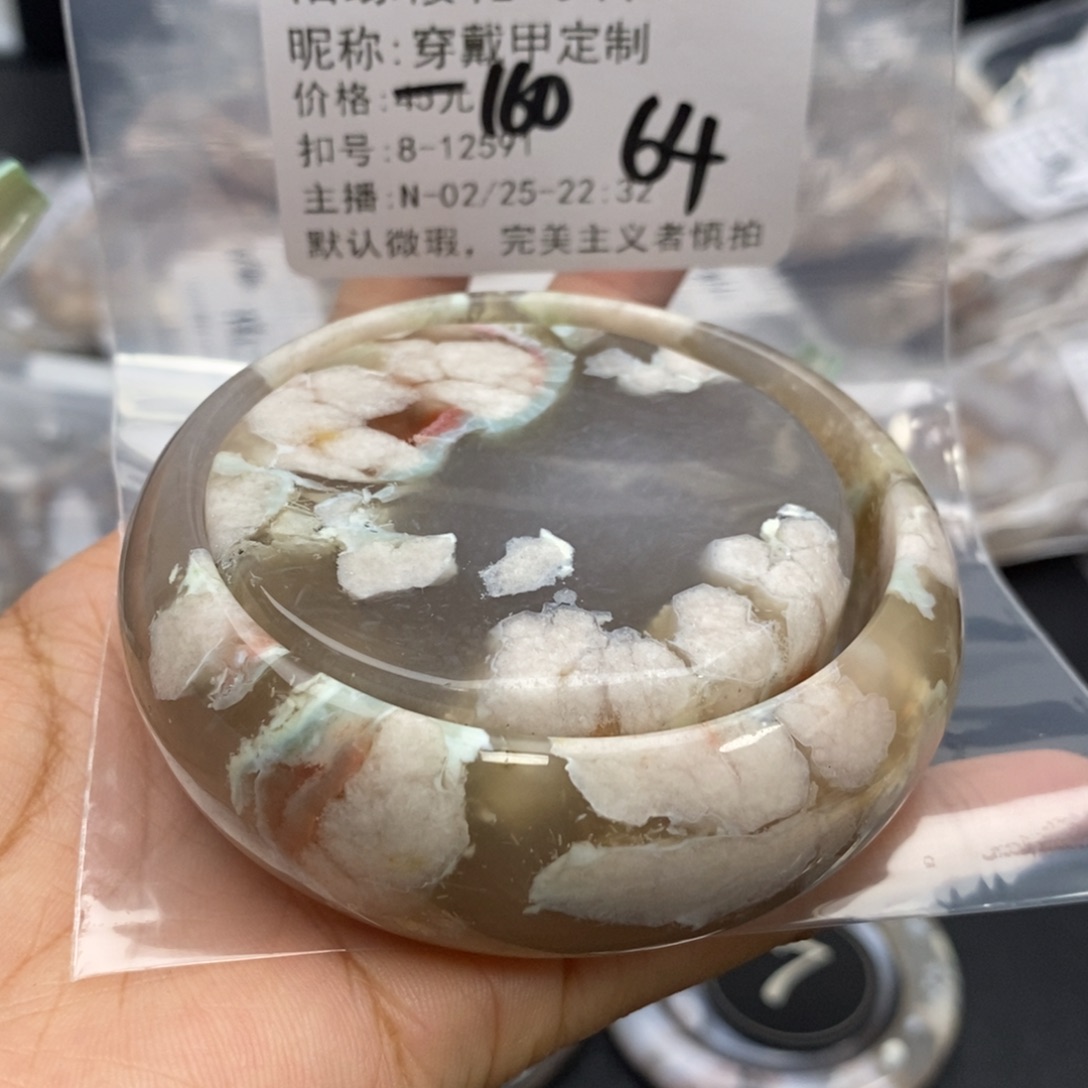 昵称:穿戴甲定制
价格:45元 160
64
扣号:8-12591
主播:N-02/25-22:32
默认微瑕，完美主义者慎拍
7